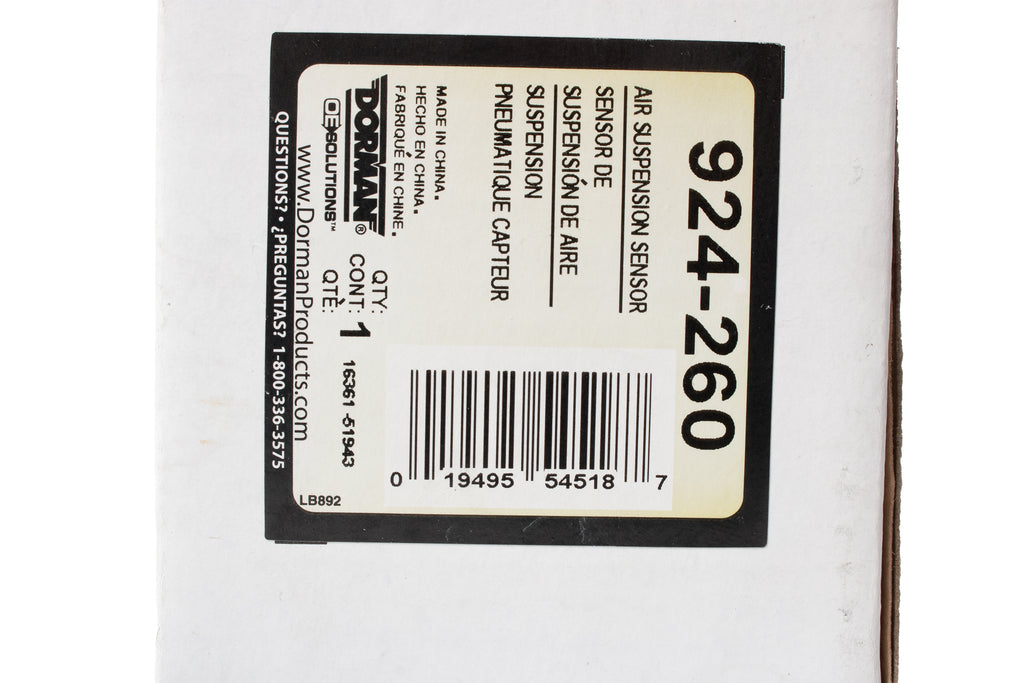 924-260
AIR SUSPENSION SENSOR
SENSOR DE
SUSPENSIÓN DE AIRE
SUSPENSION
PNEUMATIQUE CAPTEUR
MADE IN CHINA.
HECHO EN CHINA.
FABRIQUÉ EN CHINE.
DORMAN®
OE SOLUTIONS™
QTY:
CONT: 1
QTÈ:
16361 -51943
0 19495 54518 7
www.DormanProducts.com
LB892
QUESTIONS? • ¿PREGUNTAS? 1-800-336-3575